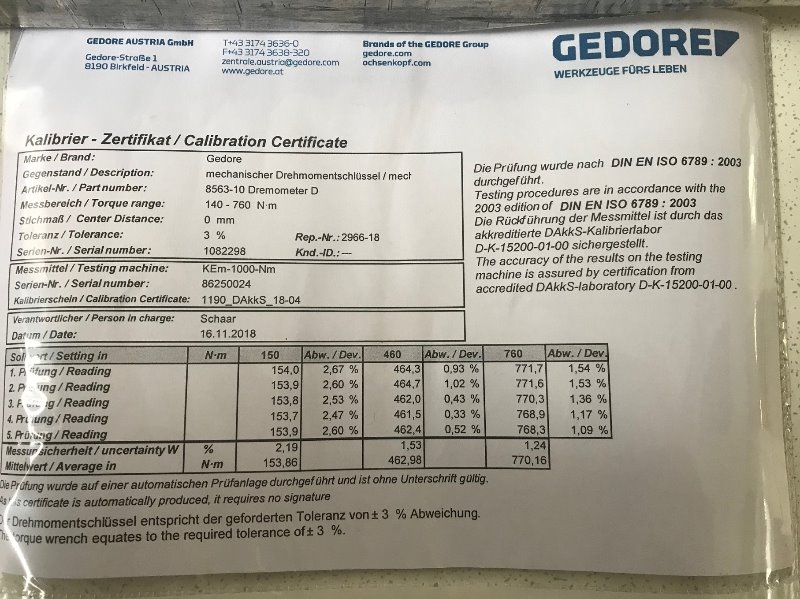 GEDORE AUSTRIA GmbH
Gedore-Straße 1
8190 Birkfeld - AUSTRIA
T+43 3174 3636-0
F+43 3174 3638-320
zentrale.austria@gedore.com
www.gedore.at
Brands of the GEDORE Group
gedore.com
ochsenkopf.com
GEDORE
WERKZEUGE FÜRS LEBEN
Kalibrier - Zertifikat / Calibration Certificate
Marke / Brand: Gedore
Gegenstand / Description: mechanischer Drehmomentschlüssel / mech
Artikel-Nr. / Part number: 8563-10 Dremometer D
Messbereich / Torque range: 140 - 760 N·m
Stichmaß / Center Distance: 0 mm
Toleranz / Tolerance: 3 % Rep.-Nr.: 2966-18
Serien-Nr. / Serial number: 1082298 Knd.-ID.: ---
Messmittel / Testing machine: KEm-1000-Nm
Serien-Nr. / Serial number: 86250024
Kalibrierschein / Calibration Certificate: 1190_DAkkS_18-04
Verantwortlicher / Person in charge: Schaar
Datum / Date: 16.11.2018
Die Prüfung wurde nach DIN EN ISO 6789 : 2003
durchgeführt.
Testing procedures are in accordance with the
2003 edition of DIN EN ISO 6789 : 2003
Die Rückführung der Messmittel ist durch das
akkreditierte DAkkS-Kalibrierlabor
D-K-15200-01-00 sichergestellt.
The accuracy of the results on the testing
machine is assured by certification from
accredited DAkkS-laboratory D-K-15200-01-00 .
/ Setting in N·m 150 Abw. / Dev. 460 Abw. / Dev. 760 Abw. / Dev.
1. Prüfung / Reading 154,0 2,67 % 464,3 0,93 % 771,7 1,54 %
2. Prüfung / Reading 153,9 2,60 % 464,7 1,02 % 771,6 1,53 %
3. Prüfung / Reading 153,8 2,53 % 462,0 0,43 % 770,3 1,36 %
4. Prüfung / Reading 153,7 2,47 % 461,5 0,33 % 768,9 1,17 %
5. Prüfung / Reading 153,9 2,60 % 462,4 0,52 % 768,3 1,09 %
Messunsicherheit / uncertainty W % 2,19 1,53 1,24
Mittelwert / Average in N·m 153,86 462,98 770,16
Die Prüfung wurde auf einer automatischen Prüfanlage durchgeführt und ist ohne Unterschrift gültig.
As this certificate is automatically produced, it requires no signature
Drehmomentschlüssel entspricht der geforderten Toleranz von ± 3 % Abweichung.
The torque wrench equates to the required tolerance of ± 3 %.